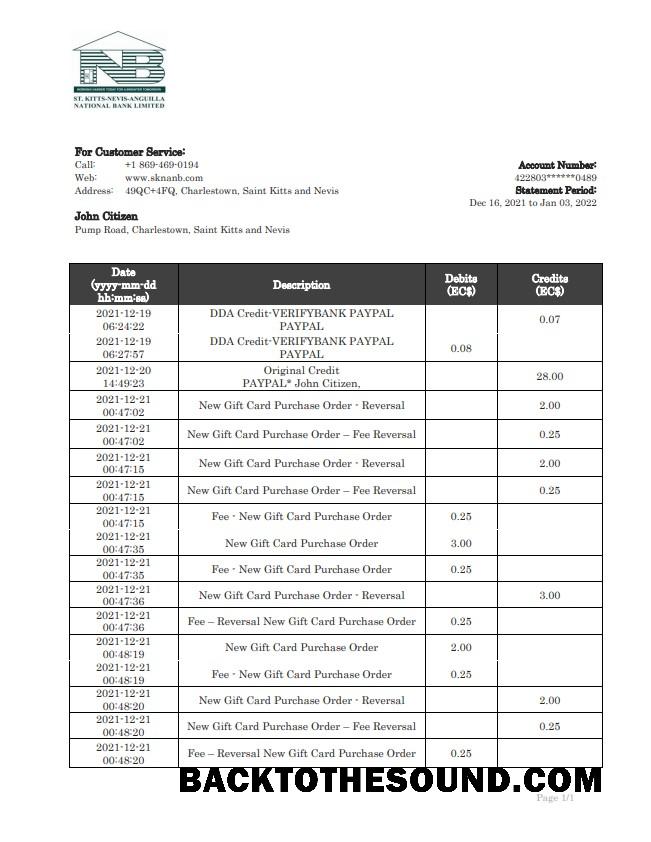 NB
WORKING HARDER TODAY FOR A GREATER TOMORROW
ST. KITTS-NEVIS-ANGUILLA
NATIONAL BANK LIMITED
For Customer Service:
Call: +1 869-469-0194
Web: www.sknanb.com
Address: 49QC+4FQ, Charlestown, Saint Kitts and Nevis
Account Number:
422803******0489
Statement Period:
Dec 16, 2021 to Jan 03, 2022
John Citizen
Pump Road, Charlestown, Saint Kitts and Nevis
Date (yyyy-mm-dd hh:mm:ss) Description Debits (EC$) Credits (EC$)
2021-12-19 06:24:22 DDA Credit-VERIFYBANK PAYPAL PAYPAL 0.07
2021-12-19 06:27:57 DDA Credit-VERIFYBANK PAYPAL PAYPAL 0.08
2021-12-20 14:49:23 Original Credit PAYPAL* John Citizen, 28.00
2021-12-21 00:47:02 New Gift Card Purchase Order - Reversal 2.00
2021-12-21 00:47:02 New Gift Card Purchase Order – Fee Reversal 0.25
2021-12-21 00:47:15 New Gift Card Purchase Order - Reversal 2.00
2021-12-21 00:47:15 New Gift Card Purchase Order – Fee Reversal 0.25
2021-12-21 00:47:15 Fee - New Gift Card Purchase Order 0.25
2021-12-21 00:47:35 New Gift Card Purchase Order 3.00
2021-12-21 00:47:35 Fee - New Gift Card Purchase Order 0.25
2021-12-21 00:47:36 New Gift Card Purchase Order - Reversal 3.00
2021-12-21 00:47:36 Fee – Reversal New Gift Card Purchase Order 0.25
2021-12-21 00:48:19 New Gift Card Purchase Order 2.00
2021-12-21 00:48:19 Fee - New Gift Card Purchase Order 0.25
2021-12-21 00:48:20 New Gift Card Purchase Order - Reversal 2.00
2021-12-21 00:48:20 New Gift Card Purchase Order – Fee Reversal 0.25
2021-12-21 00:48:20 Fee – Reversal New Gift Card Purchase Order 0.25
BACKTOTHESOUND.COM
Page 1/1